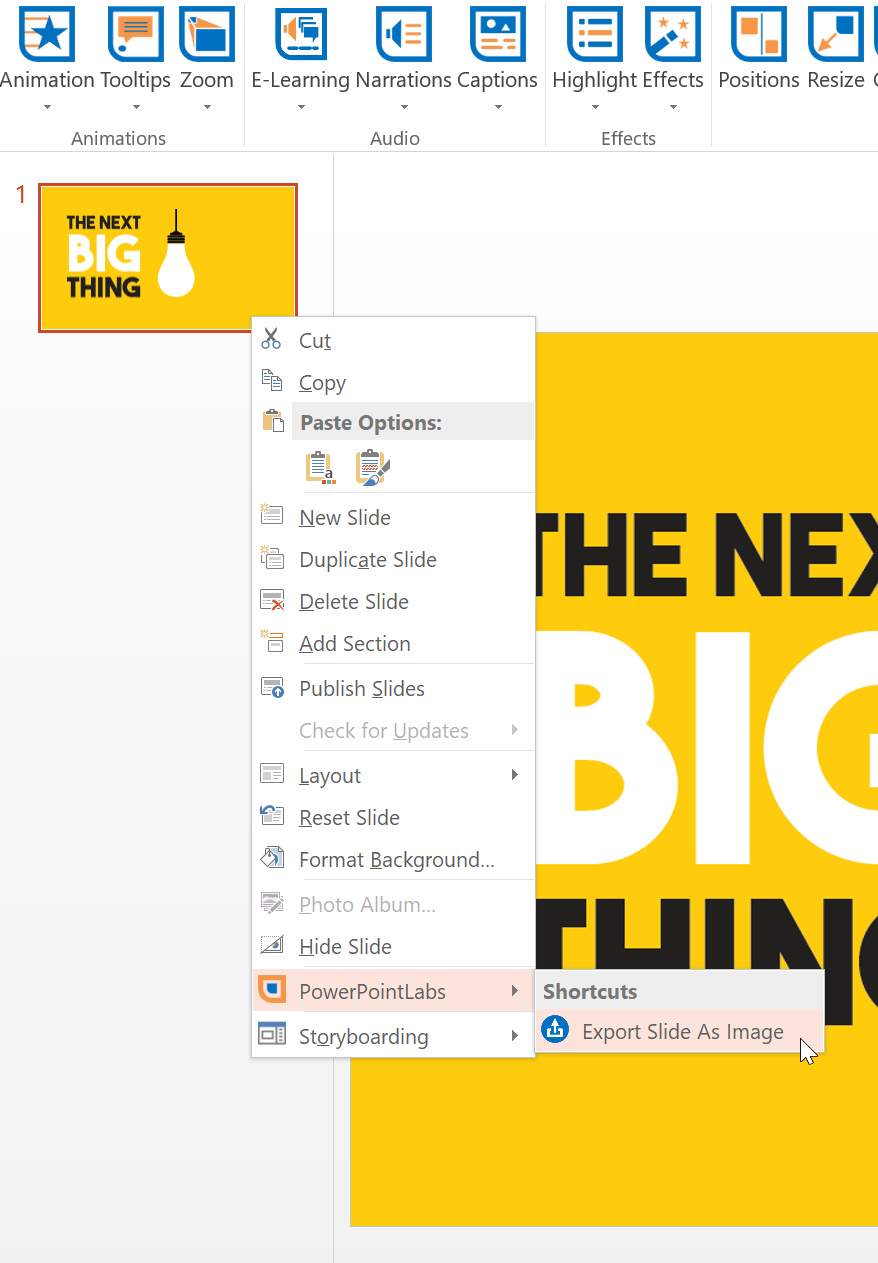 Animation Tooltips Zoom E-Learning Narrations Captions Highlight Effects Positions Resize
Animations Audio Effects
1
THE NEXT
BIG
THING
Cut
Copy
Paste Options:
a
New Slide
Duplicate Slide
Delete Slide
Add Section
Publish Slides
Check for Updates
Layout
Reset Slide
Format Background...
Photo Album...
Hide Slide
PowerPointLabs
Storyboarding
Shortcuts
Export Slide As Image
THE NEX
BIG
THIN